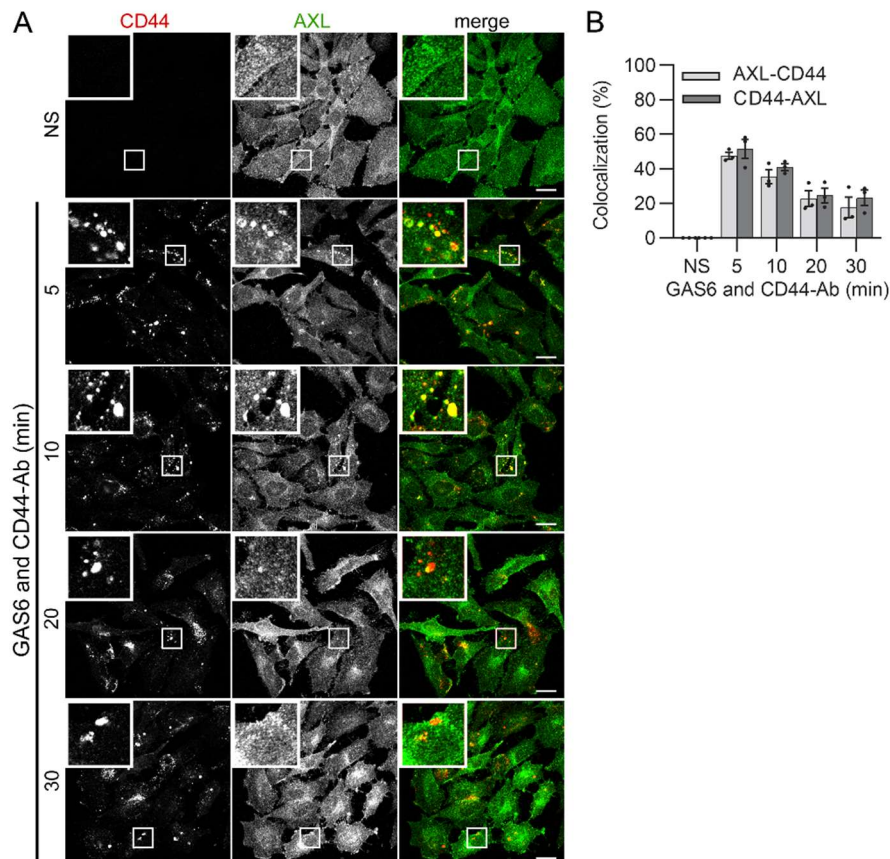 A
CD44
AXL
merge
NS
5
10
20
30
GAS6 and CD44-Ab (min)
B
Colocalization (%)
100
80
60
40
20
0
AXL-CD44
CD44-AXL
NS 5 10 20 30
GAS6 and CD44-Ab (min)